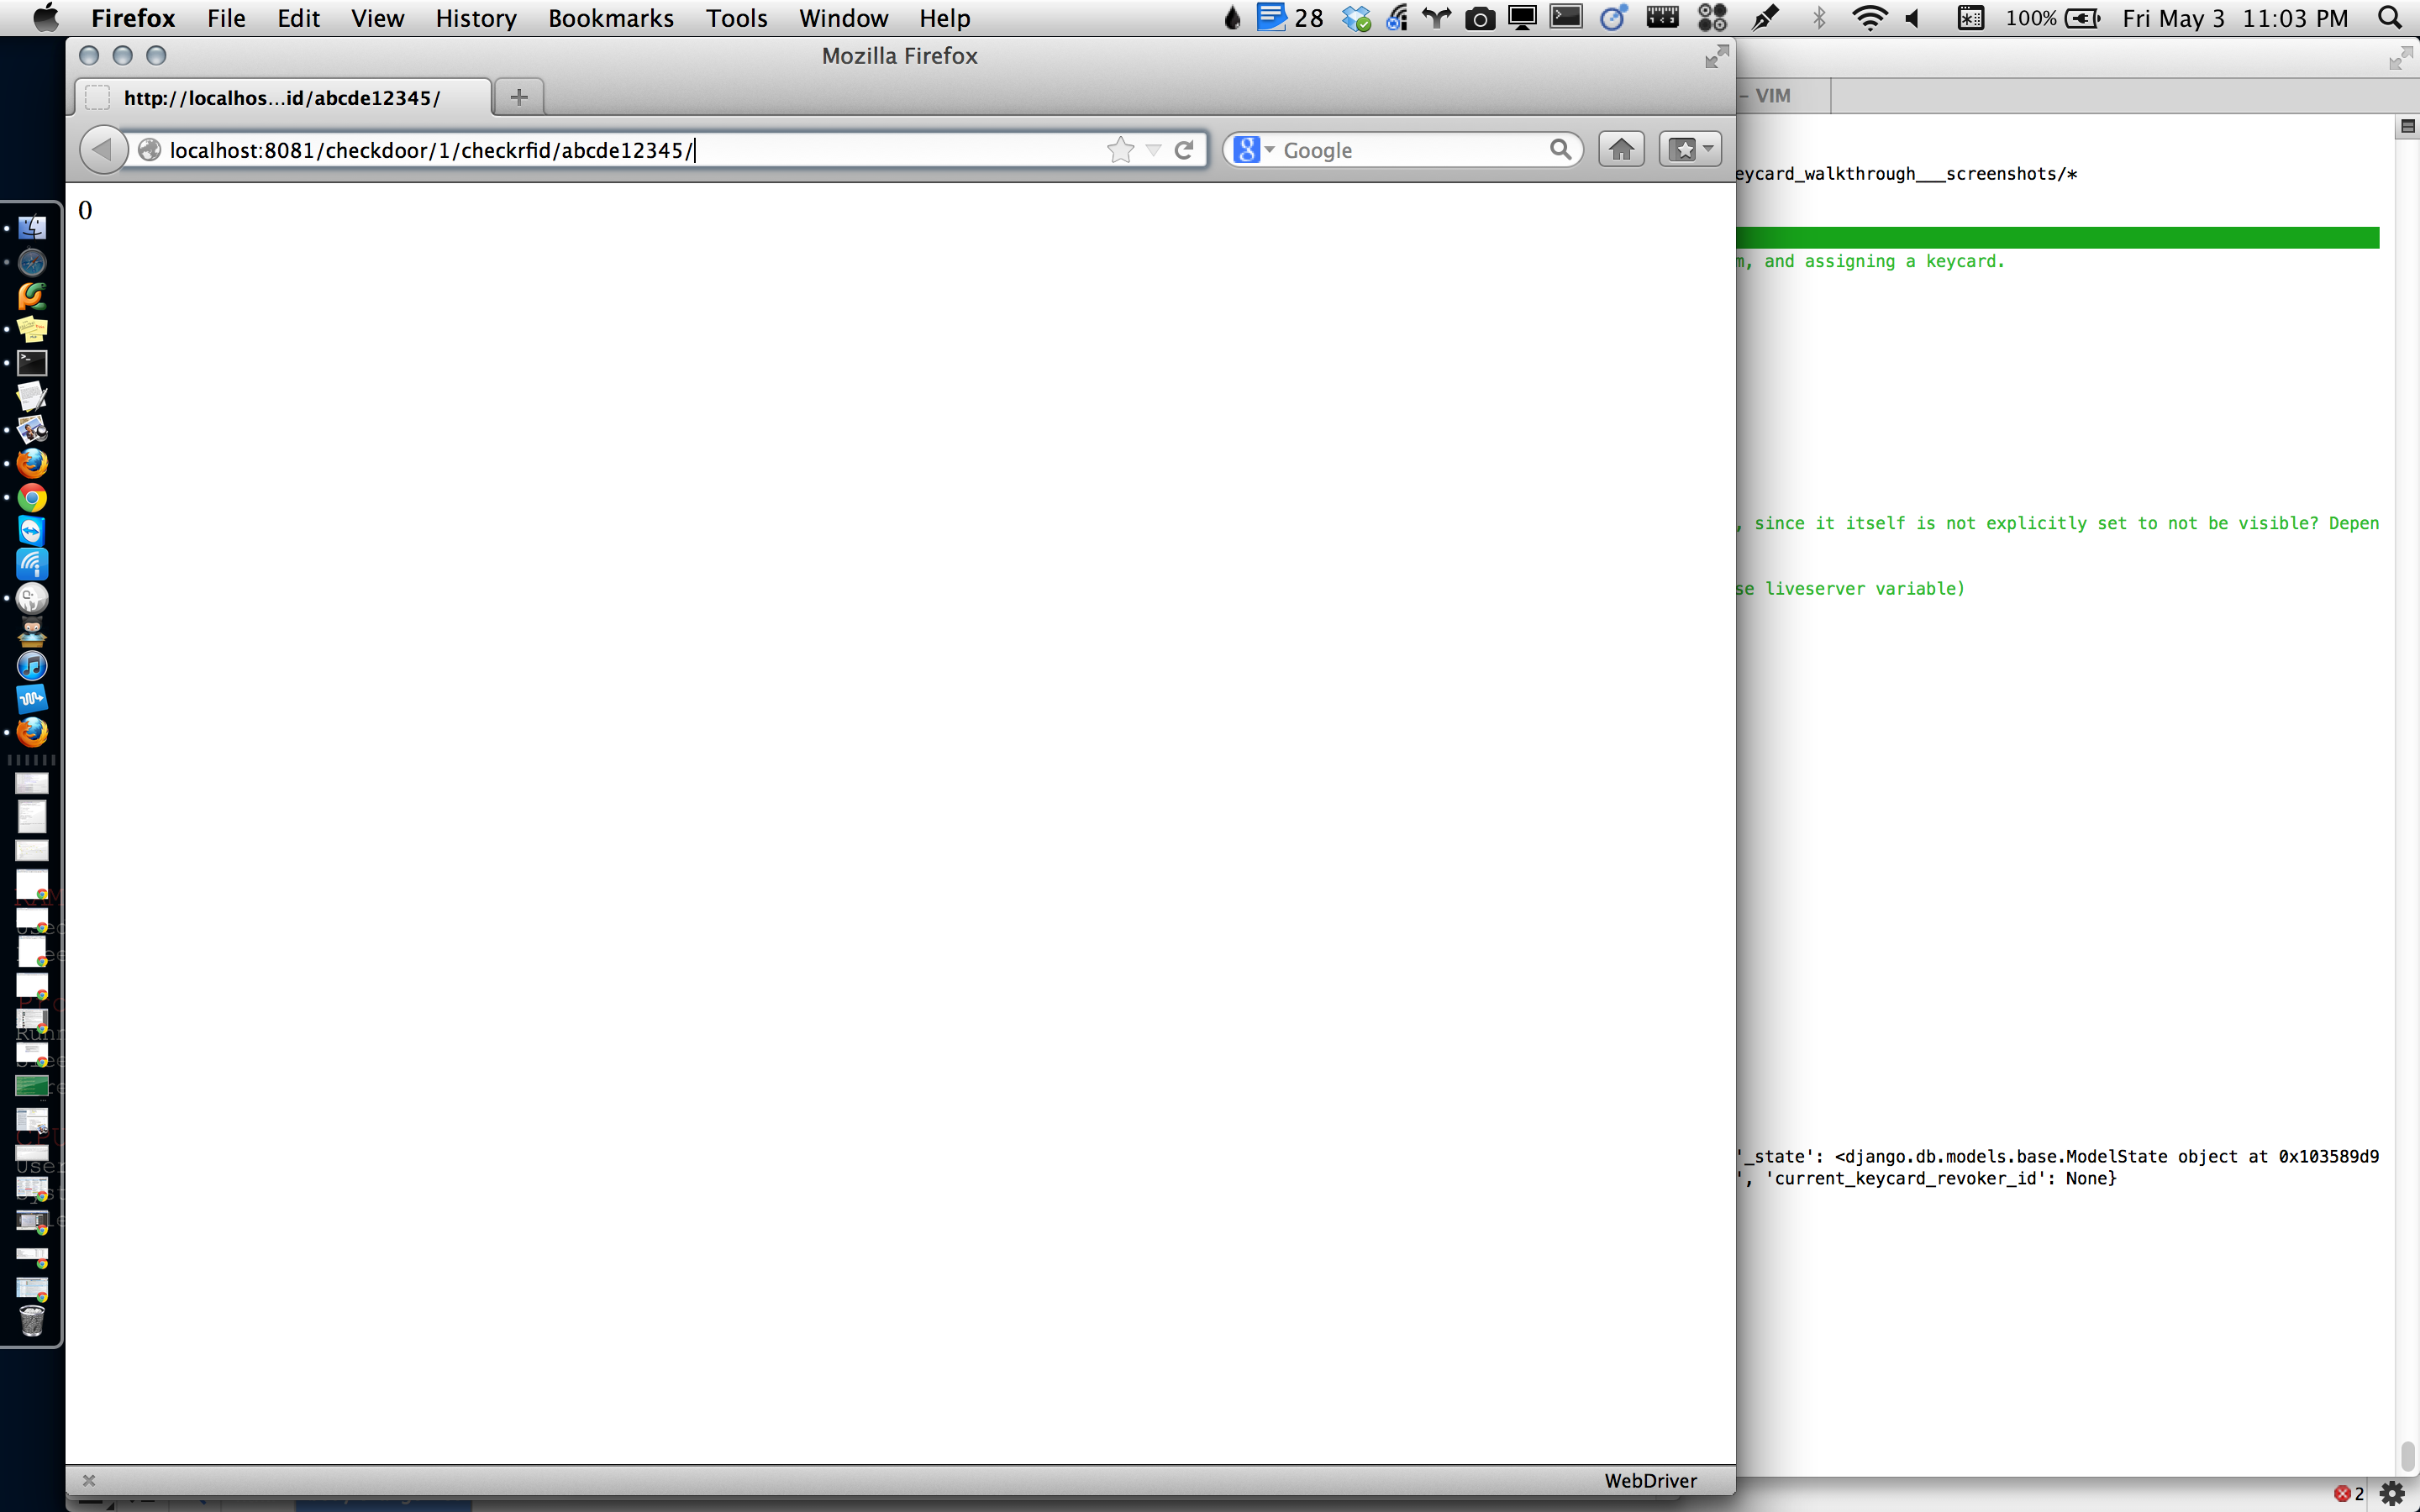 Firefox File Edit View History Bookmarks Tools Window Help 28 100% Fri May 3 11:03 PM
Mozilla Firefox
http://localhos...id/abcde12345/
– VIM
localhost:8081/checkdoor/1/checkrfid/abcde12345/
Google
eycard_walkthrough___screenshots/*
0
, and assigning a keycard.
, since it itself is not explicitly set to not be visible? Depen
se liveserver variable)
'_state': <django.db.models.base.ModelState object at 0x103589d9
', 'current_keycard_revoker_id': None}
WebDriver
2